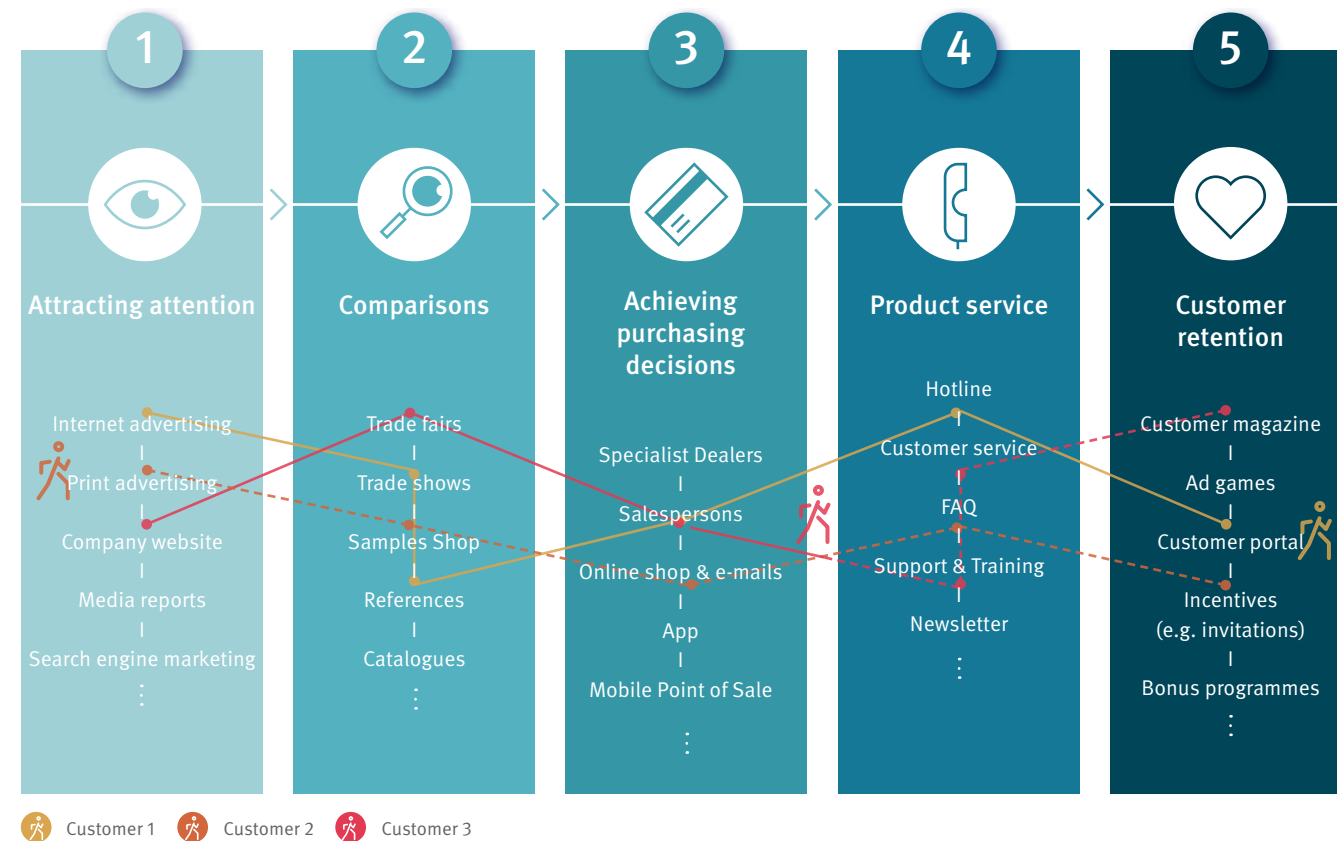 1
2
3
4
5
Attracting attention
Comparisons
Achieving
purchasing
decisions
Product service
Customer
retention
Internet advertising
Print advertising
Company website
Media reports
Search engine marketing
Trade fairs
Trade shows
Samples Shop
References
Catalogues
Specialist Dealers
Salespersons
Online shop & e-mails
App
Mobile Point of Sale
Hotline
Customer service
FAQ
Support & Training
Newsletter
Customer magazine
Ad games
Customer portal
Incentives
(e.g. invitations)
Bonus programmes
Customer 1
Customer 2
Customer 3